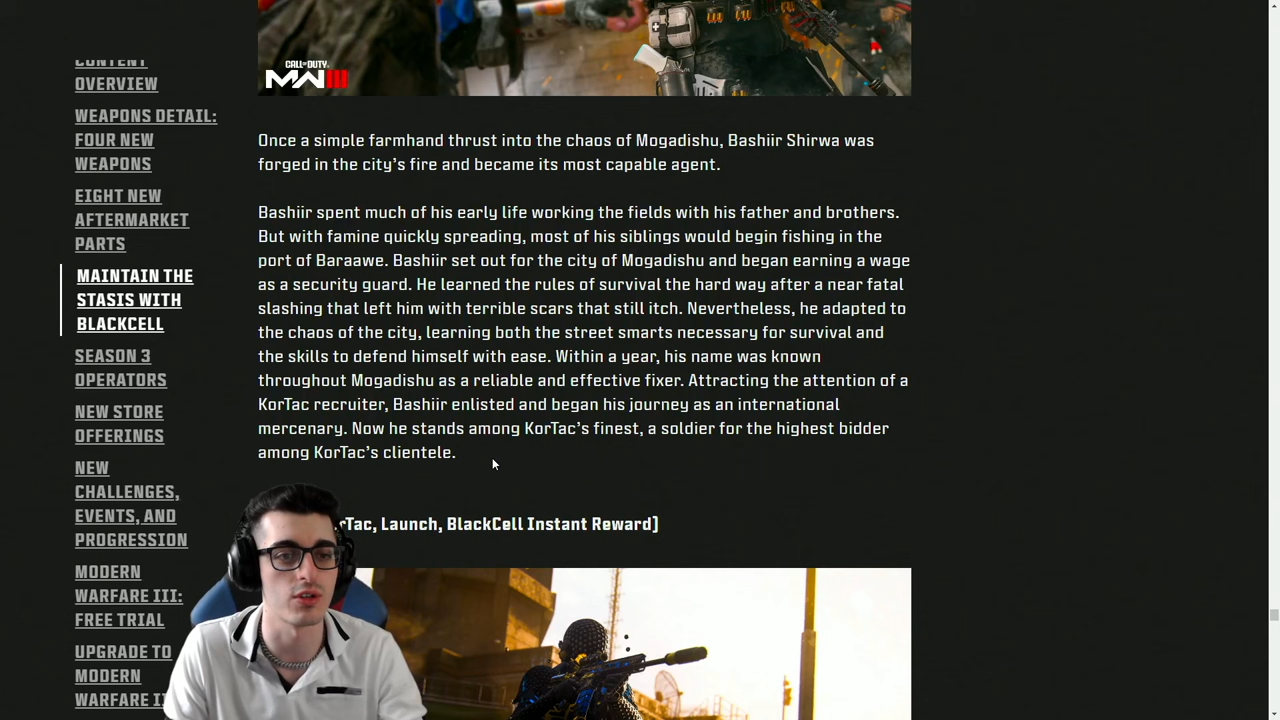 CALL OF DUTY
MWIII
CONTENT
OVERVIEW
WEAPONS DETAIL:
FOUR NEW
WEAPONS
EIGHT NEW
AFTERMARKET
PARTS
MAINTAIN THE
STASIS WITH
BLACKCELL
SEASON 3
OPERATORS
NEW STORE
OFFERINGS
NEW
CHALLENGES,
EVENTS, AND
PROGRESSION
MODERN
WARFARE III:
FREE TRIAL
UPGRADE TO
MODERN
WARFARE
Once a simple farmhand thrust into the chaos of Mogadishu, Bashiir Shirwa was
forged in the city's fire and became its most capable agent.
Bashiir spent much of his early life working the fields with his father and brothers.
But with famine quickly spreading, most of his siblings would begin fishing in the
port of Baraawe. Bashiir set out for the city of Mogadishu and began earning a wage
as a security guard. He learned the rules of survival the hard way after a near fatal
slashing that left him with terrible scars that still itch. Nevertheless, he adapted to
the chaos of the city, learning both the street smarts necessary for survival and
the skills to defend himself with ease. Within a year, his name was known
throughout Mogadishu as a reliable and effective fixer. Attracting the attention of a
KorTac recruiter, Bashiir enlisted and began his journey as an international
mercenary. Now he stands among KorTac's finest, a soldier for the highest bidder
among KorTac's clientele.
rTac, Launch, BlackCell Instant Reward]